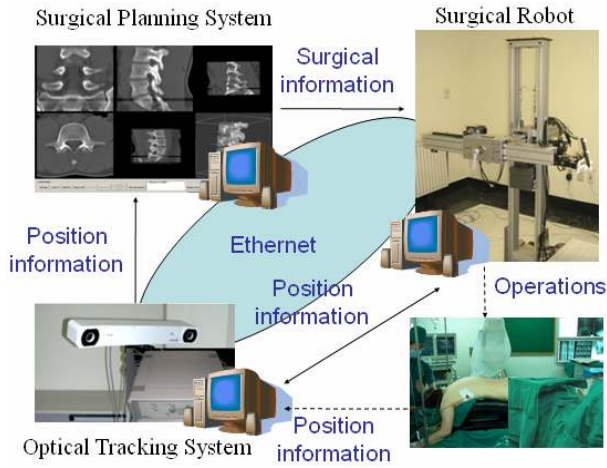 Surgical Planning System
Surgical Robot
Surgical
information
Position
information
Ethernet
Position
information
Operations
Optical Tracking System
Position
information